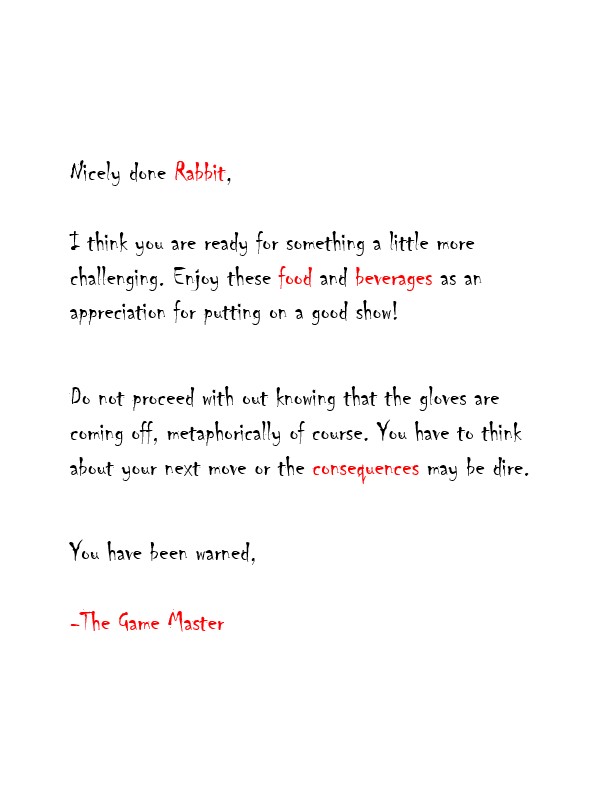 Nicely done Rabbit,
I think you are ready for something a little more
challenging. Enjoy these food and beverages as an
appreciation for putting on a good show!
Do not proceed with out knowing that the gloves are
coming off, metaphorically of course. You have to think
about your next move or the consequences may be dire.
You have been warned,
-The Game Master